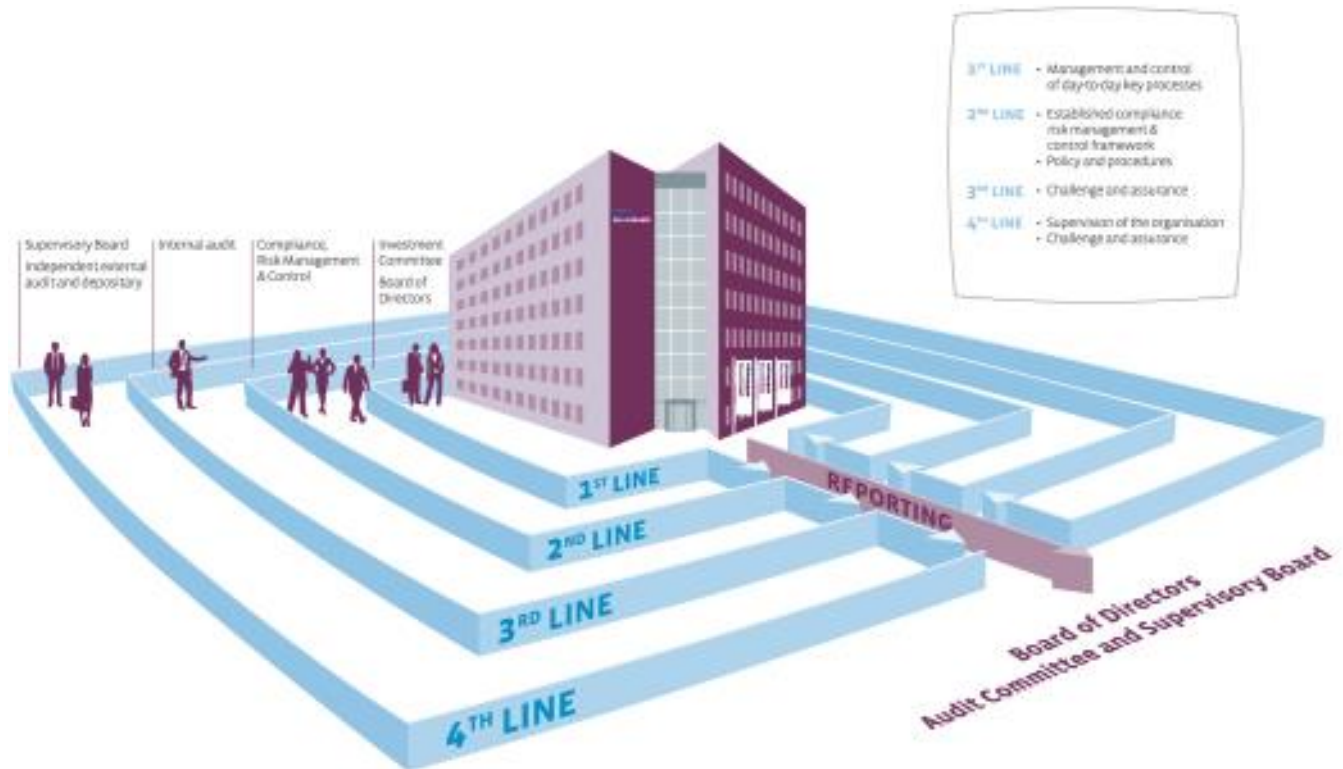 1ST LINE • Management and control
of day-to-day key processes
2ND LINE • Established compliance
risk management &
control framework
• Policy and procedures
3RD LINE • Challenge and assurance
4TH LINE • Supervision of the organisation
• Challenge and assurance
Supervisory Board
Independent external
audit and depositary
Internal audit
Compliance,
Risk Management
& Control
Investment
Committee
Board of
Directors
1ST LINE
2ND LINE
3RD LINE
4TH LINE
REPORTING
Board of Directors
Audit Committee and Supervisory Board